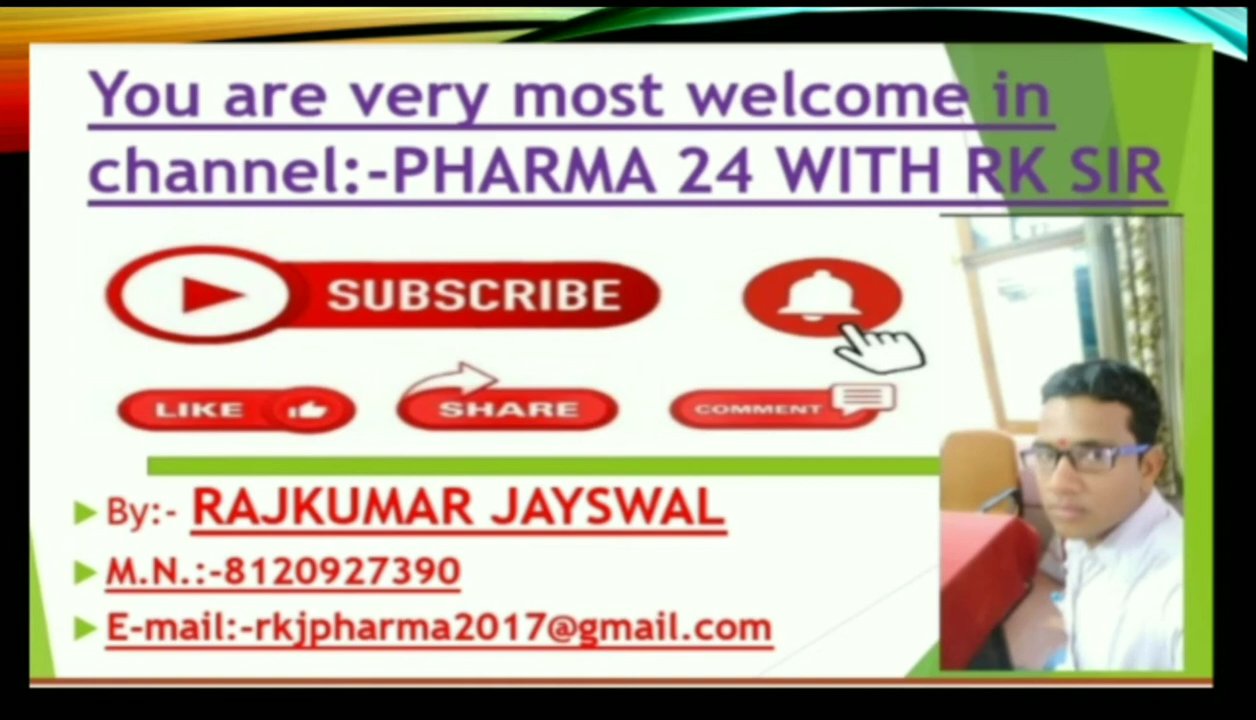 You are very most welcome in
channel:-PHARMA 24 WITH RK SIR
SUBSCRIBE
LIKE
SHARE
COMMENT
By:- RAJKUMAR JAYSWAL
M.N.:-8120927390
E-mail:-rkjpharma2017@gmail.com